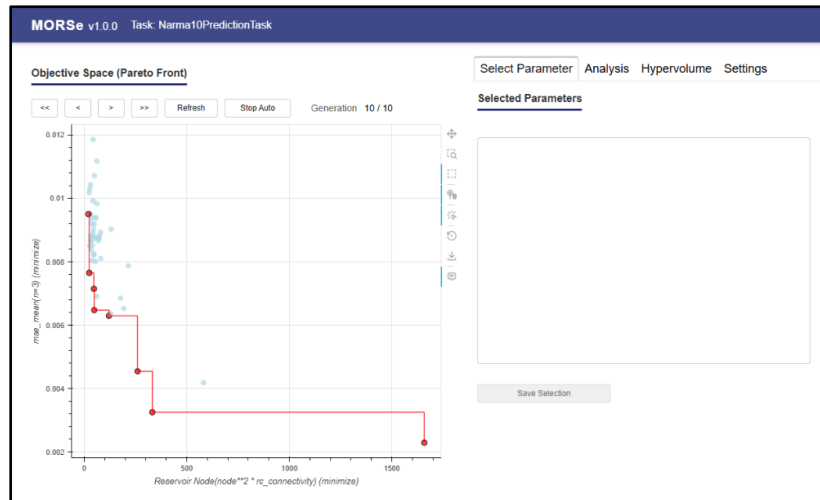 MORSe v1.0.0 Task: Narma10PredictionTask
Objective Space (Pareto Front)
<< < > >> Refresh Stop Auto Generation 10 / 10
0.012
0.01
0.008
0.006
0.004
0.002
mse_mean(n=3) (minimize)
0 500 1000 1500
Reservoir Node(node**2 * rc_connectivity) (minimize)
Select Parameter Analysis Hypervolume Settings
Selected Parameters
Save Selection